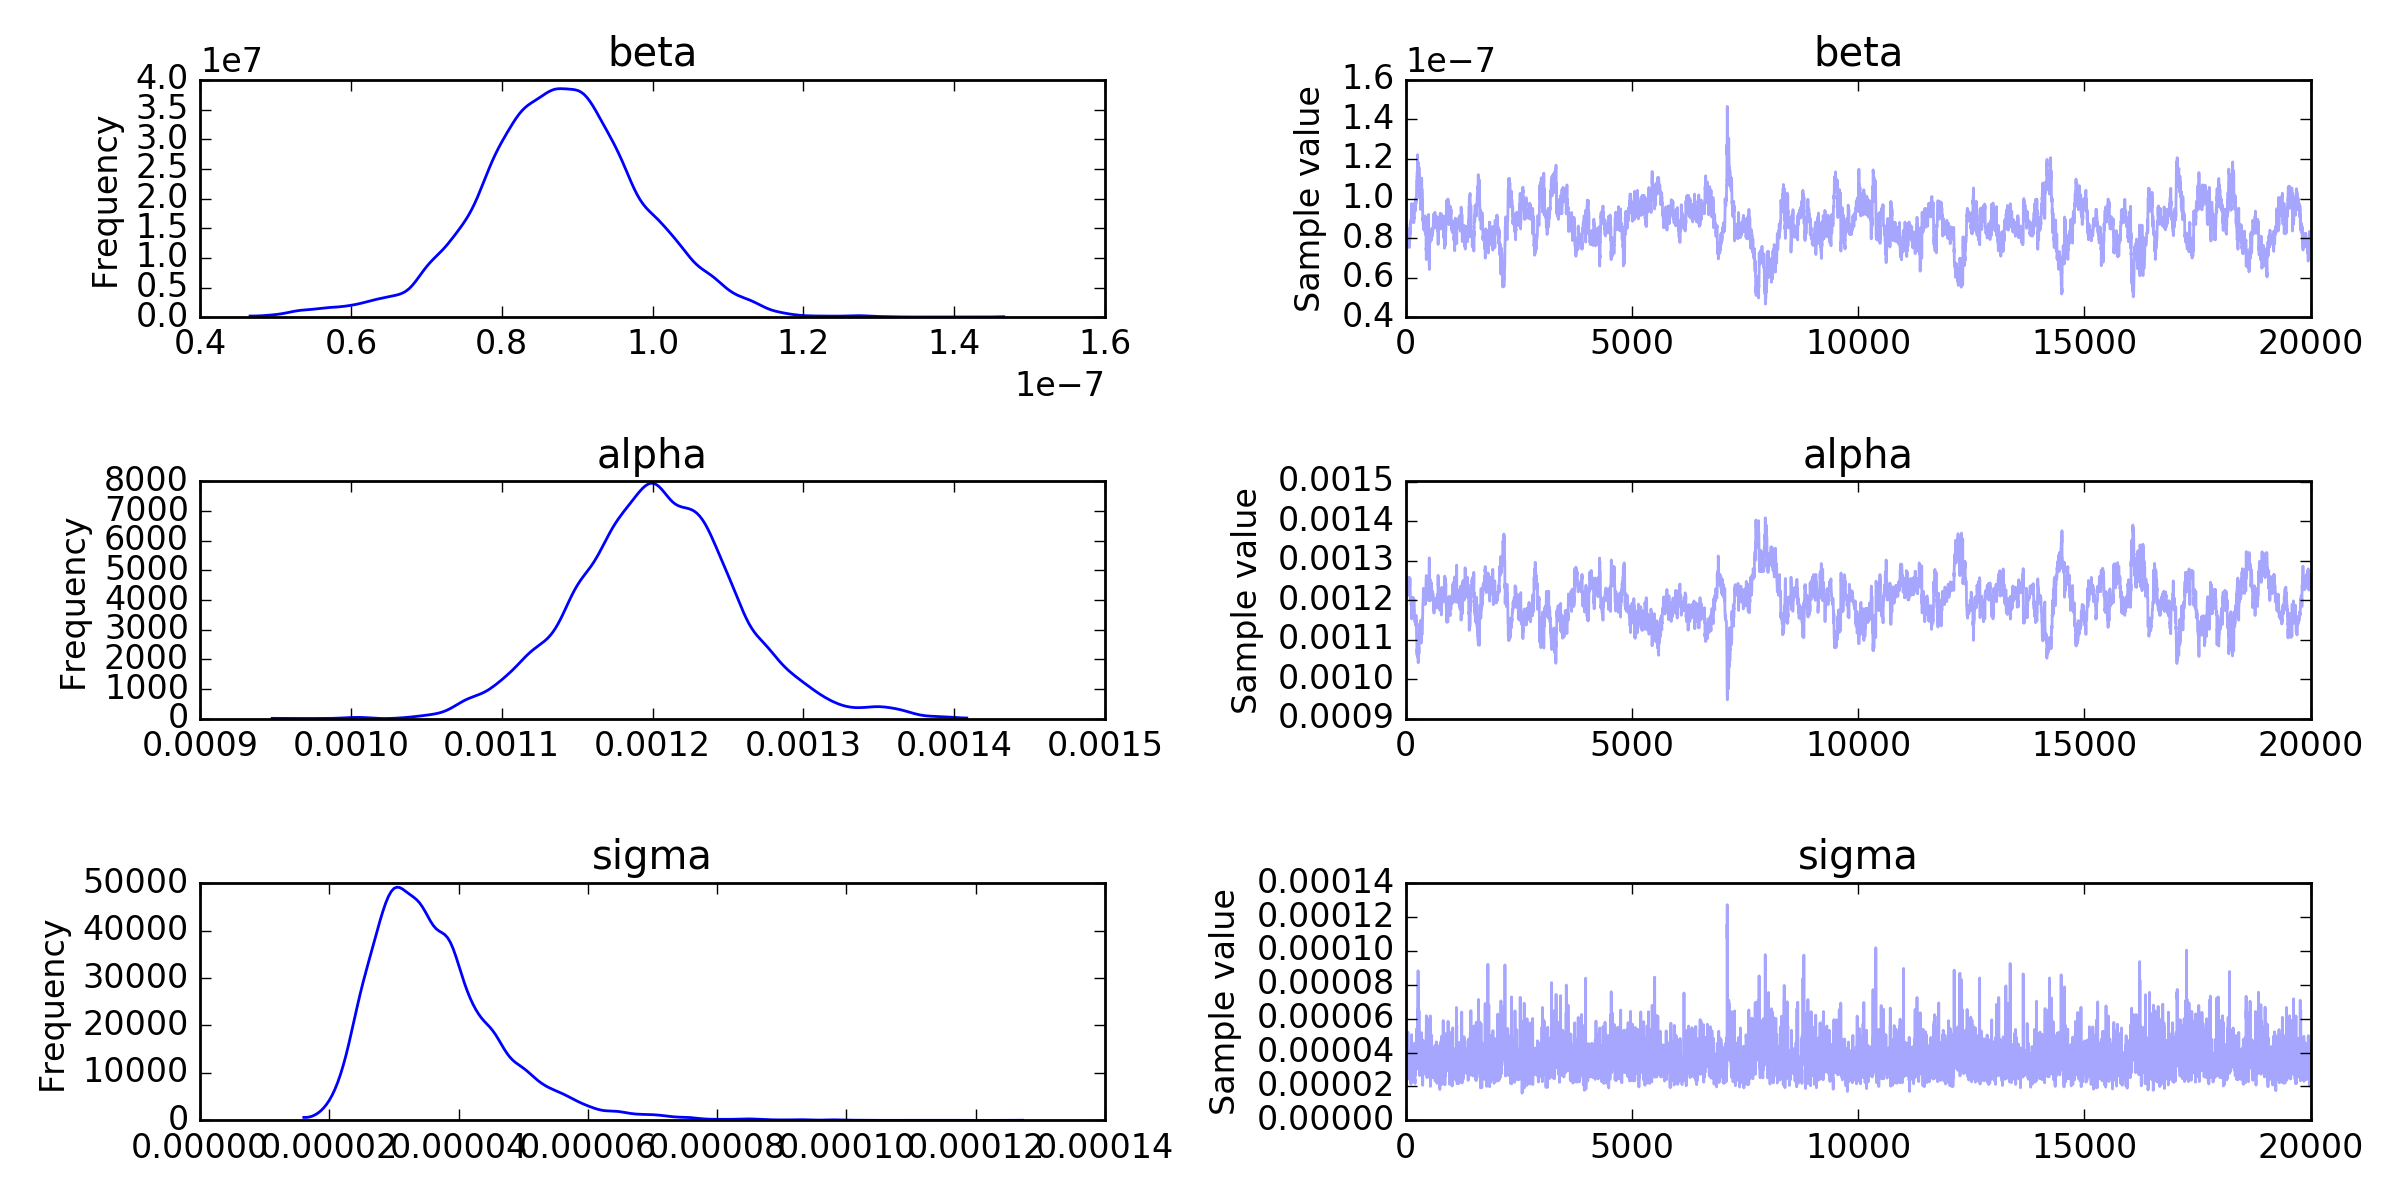 beta
1e7
Frequency
4.0
3.5
3.0
2.5
2.0
1.5
1.0
0.5
0.0
0.4 0.6 0.8 1.0 1.2 1.4 1.6
1e−7
beta
1e−7
Sample value
1.6
1.4
1.2
1.0
0.8
0.6
0.4
0 5000 10000 15000 20000
alpha
Frequency
8000
7000
6000
5000
4000
3000
2000
1000
0
0.0009 0.0010 0.0011 0.0012 0.0013 0.0014 0.0015
alpha
Sample value
0.0015
0.0014
0.0013
0.0012
0.0011
0.0010
0.0009
0 5000 10000 15000 20000
sigma
Frequency
50000
40000
30000
20000
10000
0
0.00000 0.00002 0.00004 0.00006 0.00008 0.00010 0.00012 0.00014
sigma
Sample value
0.00014
0.00012
0.00010
0.00008
0.00006
0.00004
0.00002
0.00000
0 5000 10000 15000 20000